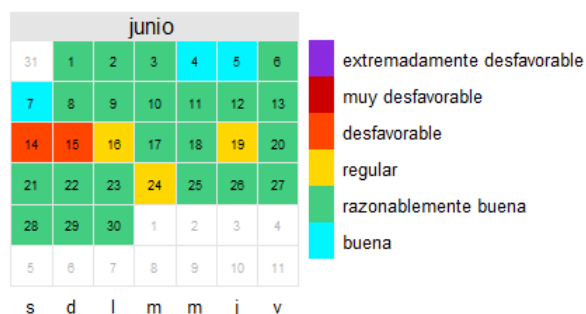 junio
31 1 2 3 4 5 6
7 8 9 10 11 12 13
14 15 16 17 18 19 20
21 22 23 24 25 26 27
28 29 30 1 2 3 4
5 6 7 8 9 10 11
s d l m m j v
extremadamente desfavorable
muy desfavorable
desfavorable
regular
razonablemente buena
buena